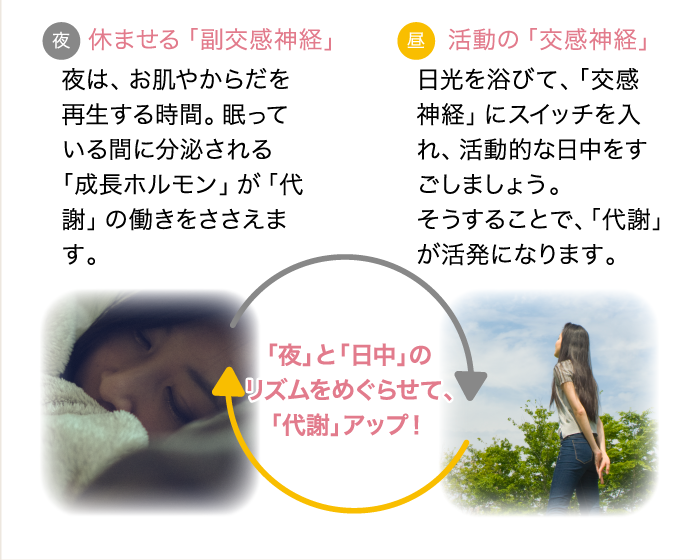 夜 休ませる「副交感神経」
夜は、お肌やからだを
再生する時間。眠って
いる間に分泌される
「成長ホルモン」が「代
謝」の働きをささえま
す。
昼 活動の「交感神経」
日光を浴びて、「交感
神経」にスイッチを入
れ、活動的な日中をす
ごしましょう。
そうすることで、「代謝」
が活発になります。
「夜」と「日中」の
リズムをめぐらせて、
「代謝」アップ！